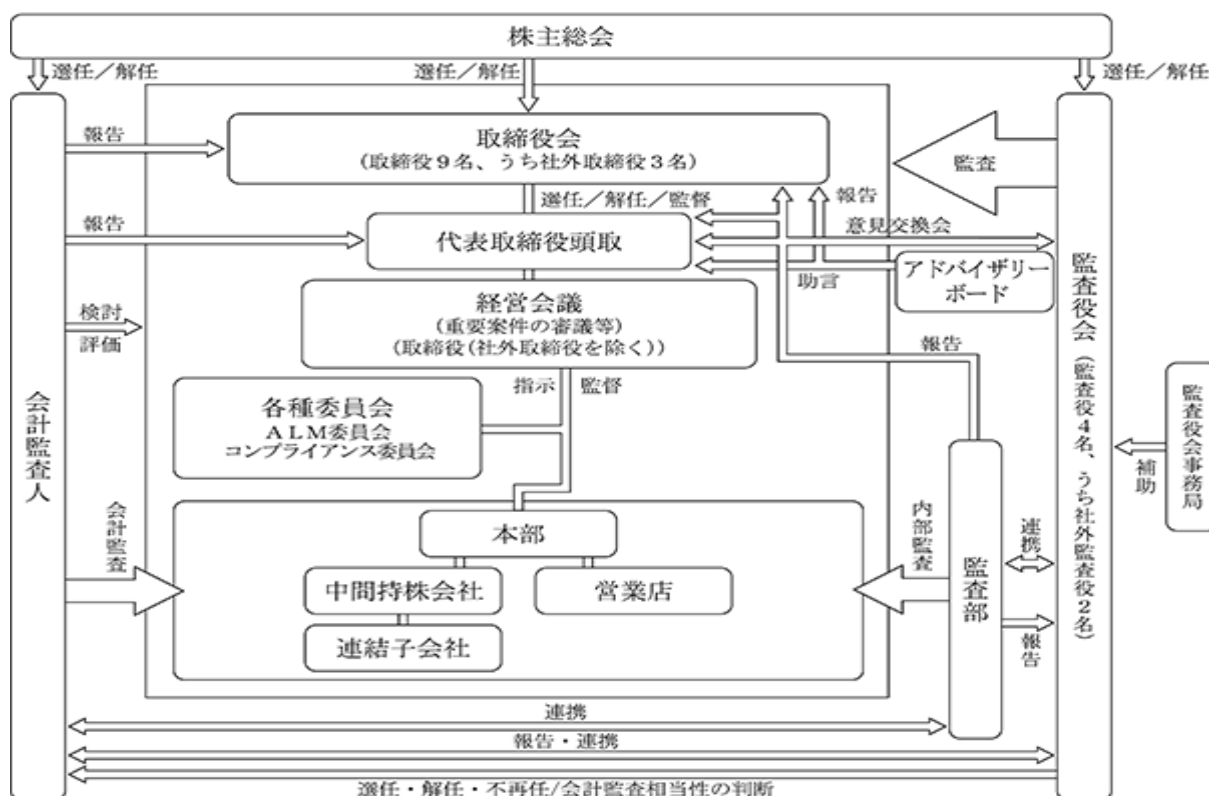 株主総会
選任／解任
選任／解任
選任／解任
報告
取締役会
（取締役９名、うち社外取締役３名）
監査
選任／解任／監督
報告
報告
代表取締役頭取
意見交換会
助言
アドバイザリー
ボード
検討
評価
経営会議
（重要案件の審議等）
（取締役（社外取締役を除く））
報告
指示
監督
各種委員会
ＡＬＭ委員会
コンプライアンス委員会
会計監査人
監査役会（監査役４名、うち社外監査役２名）
監査役会事務局
補助
会計監査
本部
内部監査
監査部
連携
中間持株会社
営業店
連結子会社
報告
連携
報告・連携
選任・解任・不再任/会計監査相当性の判断